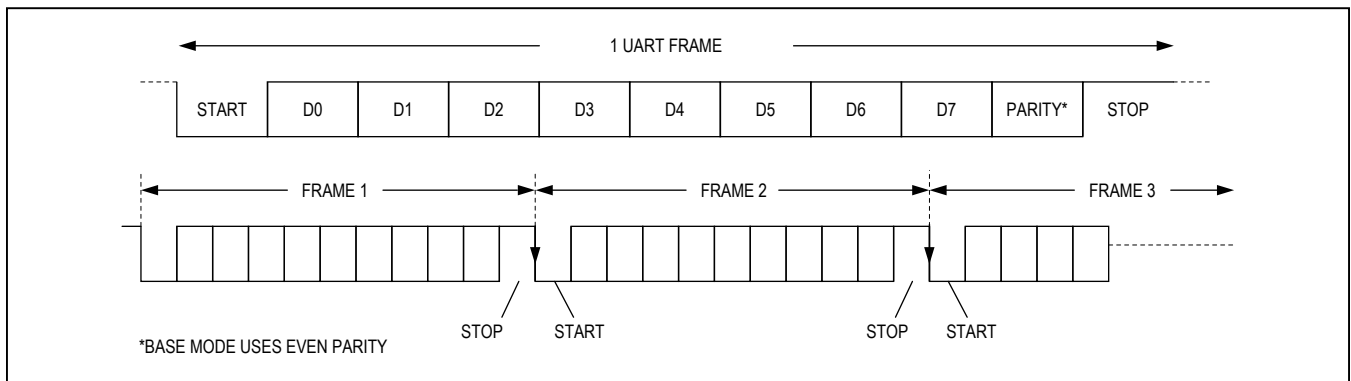 1 UART FRAME
START D0 D1 D2 D3 D4 D5 D6 D7 PARITY* STOP
FRAME 1 FRAME 2 FRAME 3
STOP START STOP START
*BASE MODE USES EVEN PARITY